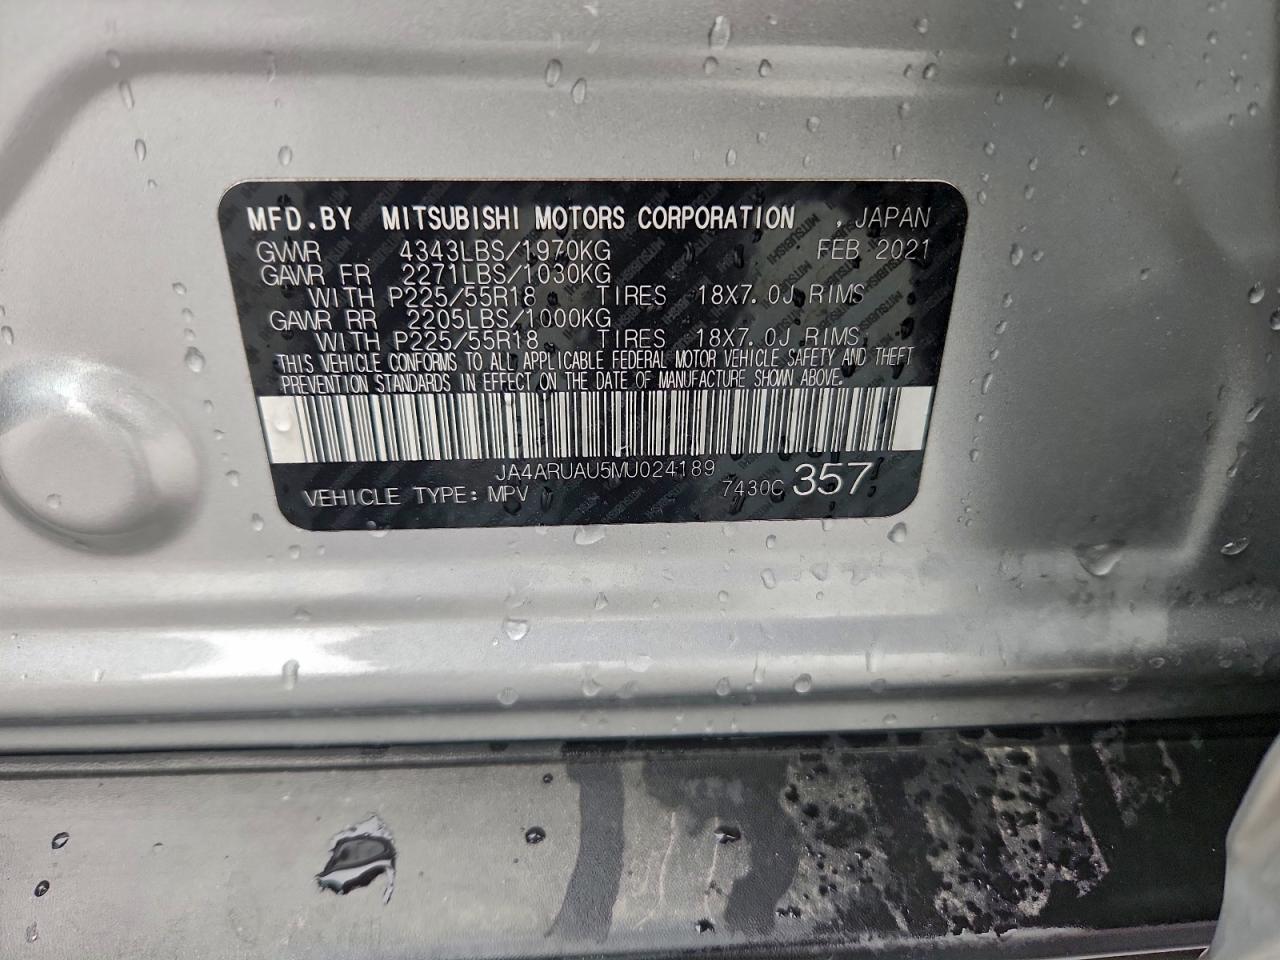 MFD.BY MITSUBISHI MOTORS CORPORATION , JAPAN
GVWR 4343LBS/1970KG FEB 2021
GAWR FR 2271LBS/1030KG
WITH P225/55R18 TIRES 18X7.0J RIMS
GAWR RR 2205LBS/1000KG
WITH P225/55R18 TIRES 18X7.0J RIMS
THIS VEHICLE CONFORMS TO ALL APPLICABLE FEDERAL MOTOR VEHICLE SAFETY AND THEFT
PREVENTION STANDARDS IN EFFECT ON THE DATE OF MANUFACTURE SHOWN ABOVE.
JA4ARUAU5MU024189
VEHICLE TYPE: MPV 7430C 357